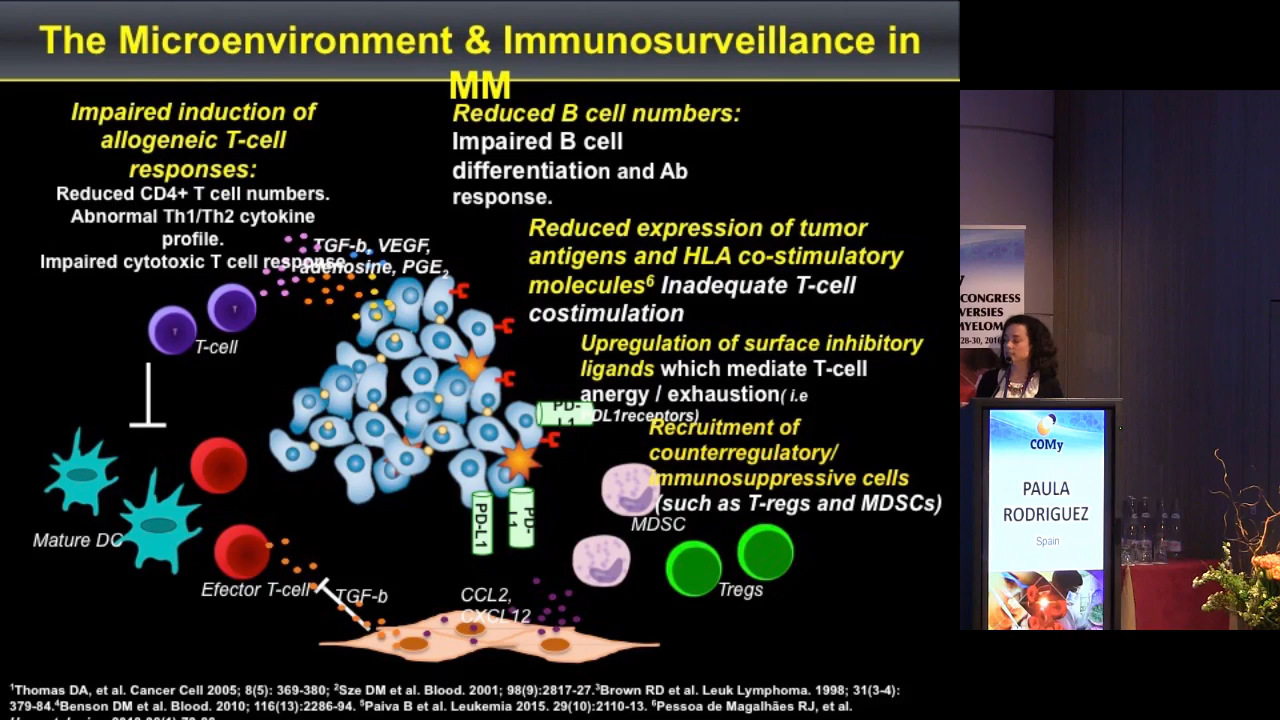 The Microenvironment & Immunosurveillance in
MM
Impaired induction of
allogeneic T-cell
responses:
Reduced CD4+ T cell numbers.
Abnormal Th1/Th2 cytokine
profile.
Impaired cytotoxic T cell response
Reduced B cell numbers:
Impaired B cell
differentiation and Ab
response.
Reduced expression of tumor
antigens and HLA co-stimulatory
molecules6 Inadequate T-cell
costimulation
Upregulation of surface inhibitory
ligands which mediate T-cell
anergy / exhaustion( i.e
PDL1receptors)
Recruitment of
counterregulatory/
immunosuppressive cells
(such as T-regs and MDSCs)
TGF-b, VEGF,
adenosine, PGE2
T
T
T-cell
PD-
L1
PD-L1
PD-
L1
MDSC
Mature DC
Efector T-cell
TGF-b
CCL2,
CXCL12
Tregs
1Thomas DA, et al. Cancer Cell 2005; 8(5): 369-380; 2Sze DM et al. Blood. 2001; 98(9):2817-27.3Brown RD et al. Leuk Lymphoma. 1998; 31(3-4):
379-84.4Benson DM et al. Blood. 2010; 116(13):2286-94. 5Paiva B et al. Leukemia 2015. 29(10):2110-13. 6Pessoa de Magalhães RJ, et al.
CONGRESS
VERSIES
MYELOM
28-30, 2016
COMy
PAULA
RODRIGUEZ
Spain